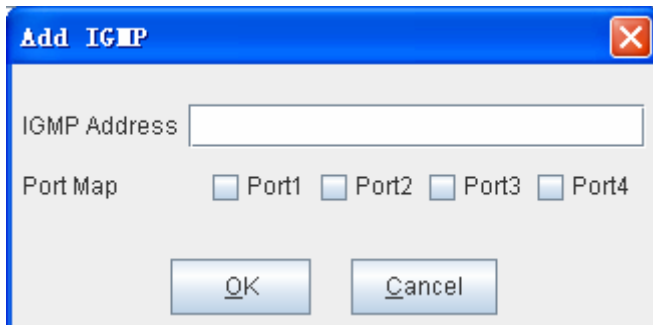 Add IGMP
IGMP Address
Port Map Port1 Port2 Port3 Port4
OK Cancel